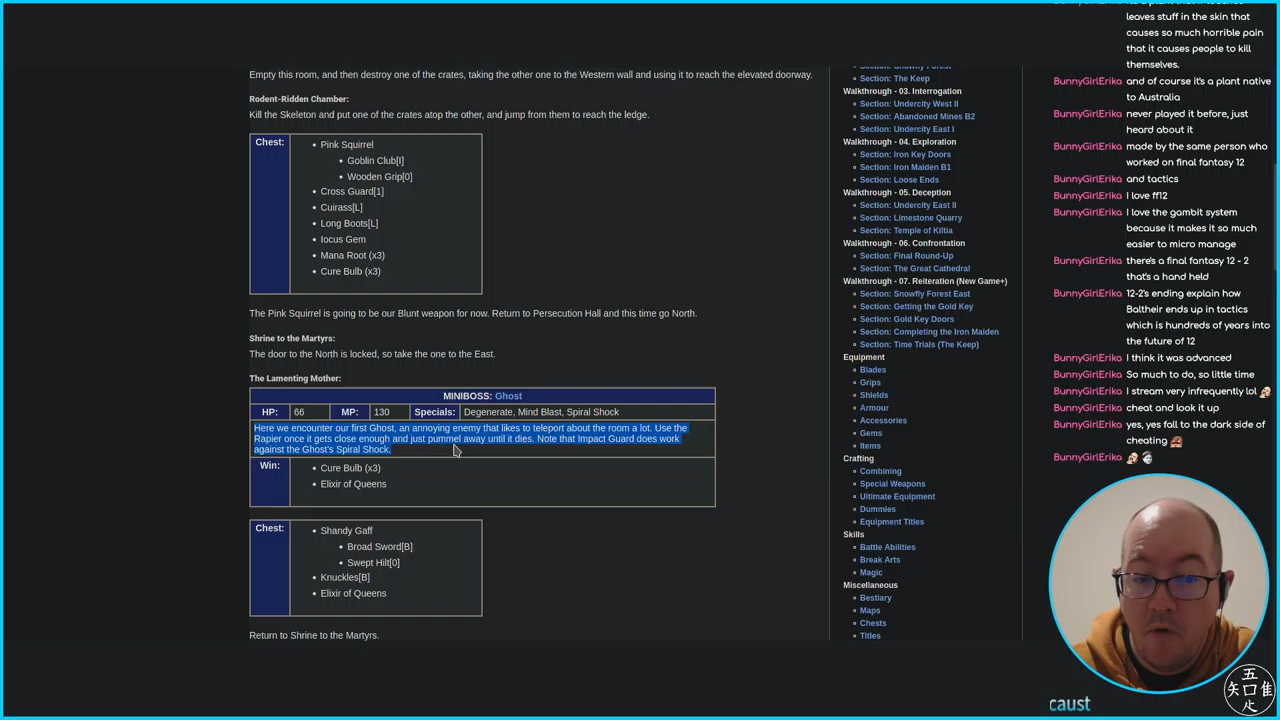 Empty this room, and then destroy one of the crates, taking the other one to the Western wall and using it to reach the elevated doorway.
Rodent-Ridden Chamber:
Kill the Skeleton and put one of the crates atop the other, and jump from them to reach the ledge.
Chest:
Pink Squirrel
Goblin Club[I]
Wooden Grip[0]
Cross Guard[1]
Cuirass[L]
Long Boots[L]
Iocus Gem
Mana Root (x3)
Cure Bulb (x3)
The Pink Squirrel is going to be our Blunt weapon for now. Return to Persecution Hall and this time go North.
Shrine to the Martyrs:
The door to the North is locked, so take the one to the East.
The Lamenting Mother:
MINIBOSS: Ghost
HP: 66 MP: 130 Specials: Degenerate, Mind Blast, Spiral Shock
Here we encounter our first Ghost, an annoying enemy that likes to teleport about the room a lot. Use the
Rapier once it gets close enough and just pummel away until it dies. Note that Impact Guard does work
against the Ghost's Spiral Shock.
Win:
Cure Bulb (x3)
Elixir of Queens
Chest:
Shandy Gaff
Broad Sword[B]
Swept Hilt[0]
Knuckles[B]
Elixir of Queens
Return to Shrine to the Martyrs.
Section: The Keep
Walkthrough - 03. Interrogation
Section: Undercity West II
Section: Abandoned Mines B2
Section: Undercity East I
Walkthrough - 04. Exploration
Section: Iron Key Doors
Section: Iron Maiden B1
Section: Loose Ends
Walkthrough - 05. Deception
Section: Undercity East II
Section: Limestone Quarry
Section: Temple of Kiltia
Walkthrough - 06. Confrontation
Section: Final Round-Up
Section: The Great Cathedral
Walkthrough - 07. Reiteration (New Game+)
Section: Snowfly Forest East
Section: Getting the Gold Key
Section: Gold Key Doors
Section: Completing the Iron Maiden
Section: Time Trials (The Keep)
Equipment
Blades
Grips
Shields
Armour
Accessories
Gems
Items
Crafting
Combining
Special Weapons
Ultimate Equipment
Dummies
Equipment Titles
Skills
Battle Abilities
Break Arts
Magic
Miscellaneous
Bestiary
Maps
Chests
Titles
leaves stuff in the skin that
causes so much horrible pain
that it causes people to kill
themselves.
BunnyGirlErika and of course it's a plant native
to Australia
BunnyGirlErika never played it before, just
heard about it
BunnyGirlErika made by the same person who
worked on final fantasy 12
BunnyGirlErika and tactics
BunnyGirlErika I love ff12
BunnyGirlErika I love the gambit system
because it makes it so much
easier to micro manage
BunnyGirlErika there's a final fantasy 12 - 2
that's a hand held
BunnyGirlErika 12-2's ending explain how
Baltheir ends up in tactics
which is hundreds of years into
the future of 12
BunnyGirlErika I think it was advanced
BunnyGirlErika So much to do, so little time
BunnyGirlErika I stream very infrequently lol
BunnyGirlErika cheat and look it up
BunnyGirlErika yes, yes fall to the dark side of
cheating
BunnyGirlErika
caust
五
矢口隹